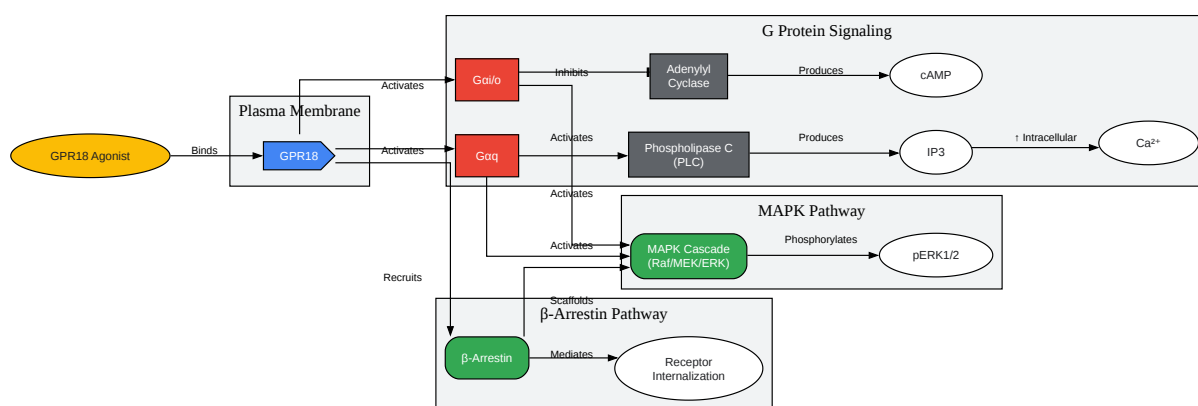 G Protein Signaling
Gαi/o
Inhibits
Adenylyl
Cyclase
Produces
cAMP
Activates
Plasma Membrane
GPR18 Agonist
Binds
GPR18
Activates
Gαq
Activates
Phospholipase C
(PLC)
Produces
IP3
↑ Intracellular
Ca²⁺
Activates
MAPK Pathway
Activates
MAPK Cascade
(Raf/MEK/ERK)
Phosphorylates
pERK1/2
Recruits
Scaffolds
β-Arrestin Pathway
β-Arrestin
Mediates
Receptor
Internalization